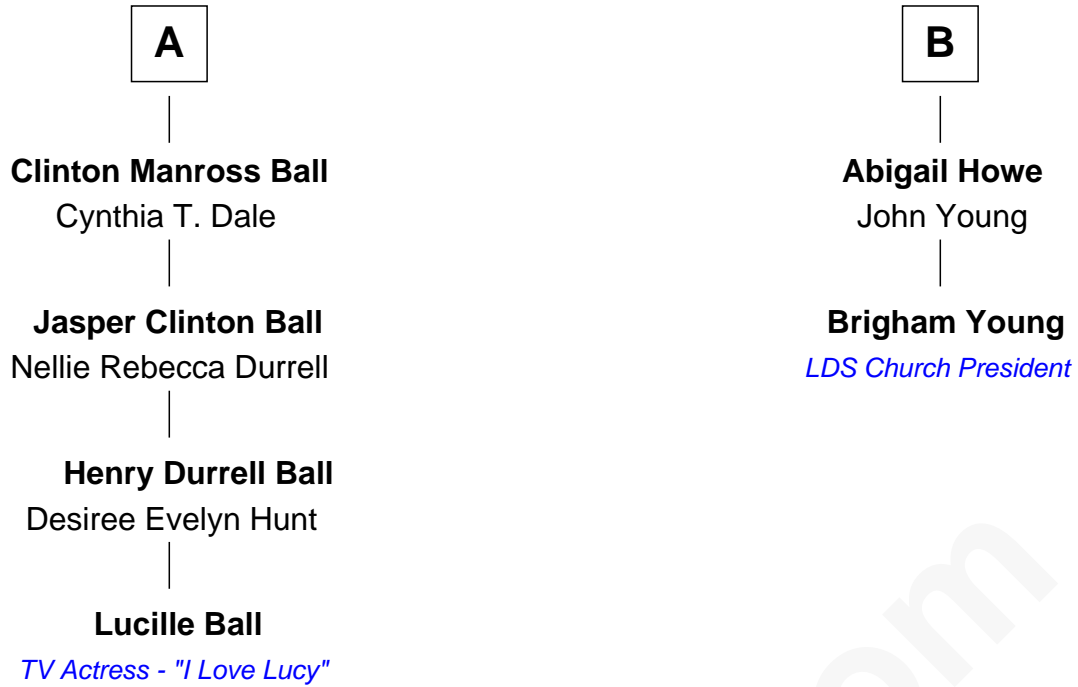 A
Clinton Manross Ball
Cynthia T. Dale
Jasper Clinton Ball
Nellie Rebecca Durrell
Henry Durrell Ball
Desiree Evelyn Hunt
Lucille Ball
TV Actress - "I Love Lucy"
B
Abigail Howe
John Young
Brigham Young
LDS Church President
om